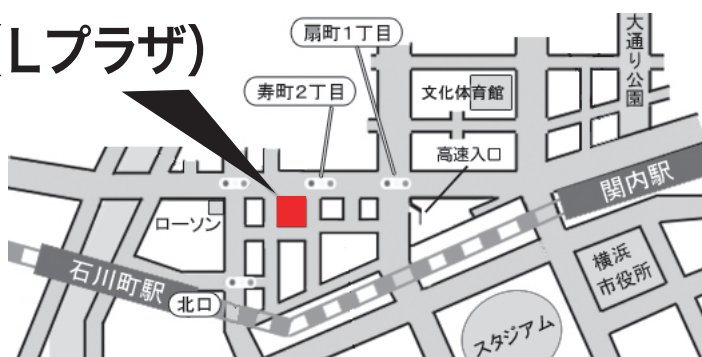 (Lプラザ)
扇町1丁目
寿町2丁目
文化体育館
大通り公園
高速入口
関内駅
ローソン
石川町駅
北口
横浜
市役所
スタジアム